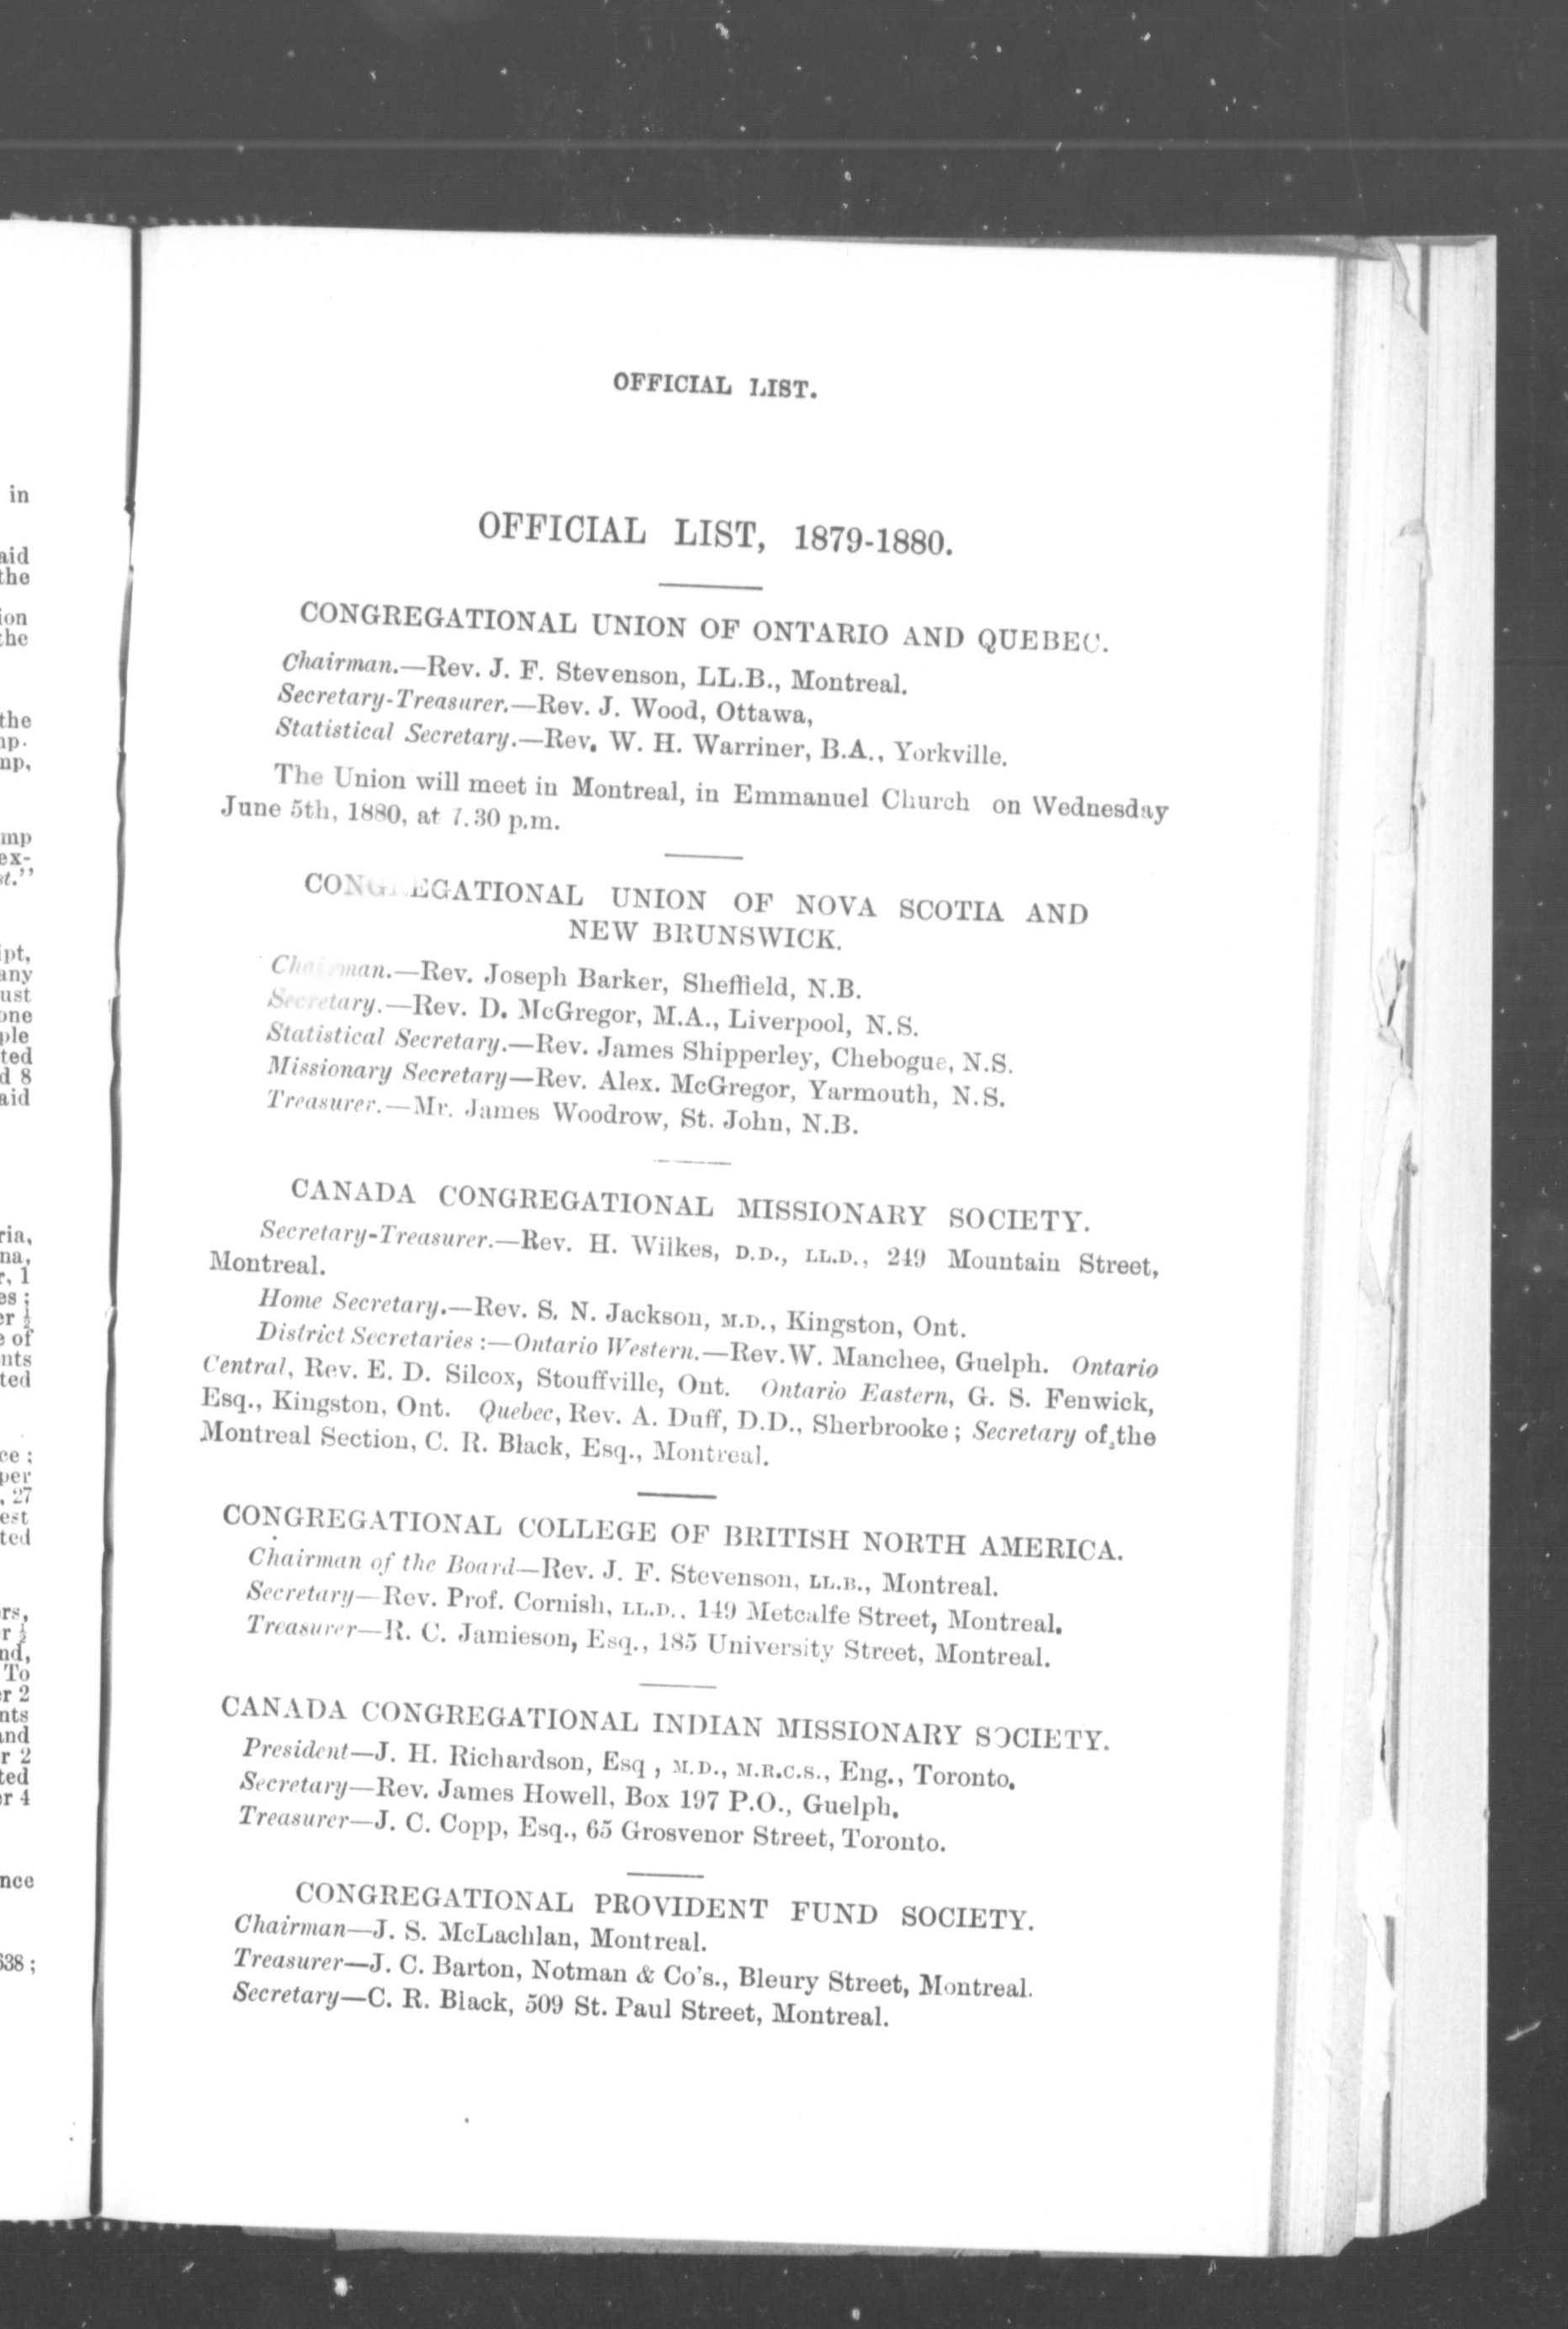 OFFICIAL LIST.
OFFICIAL LIST, 1879-1880.
CONGREGATIONAL UNION OF ONTARIO AND QUEBEC.
Chairman.—Rev. J. F. Stevenson, LL.B., Montreal.
Secretary-Treasurer.—Rev. J. Wood, Ottawa,
Statistical Secretary.—Rev. W. H. Warriner, B.A., Yorkville.
The Union will meet in Montreal, in Emmanuel Church on Wednesday
June 5th, 1880, at 7.30 p.m.
CONGREGATIONAL UNION OF NOVA SCOTIA AND
NEW BRUNSWICK.
Chairman.—Rev. Joseph Barker, Sheffield, N.B.
Secretary.—Rev. D. McGregor, M.A., Liverpool, N.S.
Statistical Secretary.—Rev. James Shipperley, Chebogue, N.S.
Missionary Secretary—Rev. Alex. McGregor, Yarmouth, N.S.
Treasurer.—Mr. James Woodrow, St. John, N.B.
CANADA CONGREGATIONAL MISSIONARY SOCIETY.
Secretary-Treasurer.—Rev. H. Wilkes, D.D., LL.D., 249 Mountain Street,
Montreal.
Home Secretary.—Rev. S. N. Jackson, M.D., Kingston, Ont.
District Secretaries :—Ontario Western.—Rev. W. Manchee, Guelph. Ontario
Central, Rev. E. D. Silcox, Stouffville, Ont. Ontario Eastern, G. S. Fenwick,
Esq., Kingston, Ont. Quebec, Rev. A. Duff, D.D., Sherbrooke; Secretary of the
Montreal Section, C. R. Black, Esq., Montreal.
CONGREGATIONAL COLLEGE OF BRITISH NORTH AMERICA.
Chairman of the Board—Rev. J. F. Stevenson, LL.B., Montreal.
Secretary—Rev. Prof. Cornish, LL.D., 149 Metcalfe Street, Montreal.
Treasurer—R. C. Jamieson, Esq., 185 University Street, Montreal.
CANADA CONGREGATIONAL INDIAN MISSIONARY SOCIETY.
President—J. H. Richardson, Esq , M.D., M.R.C.S., Eng., Toronto.
Secretary—Rev. James Howell, Box 197 P.O., Guelph.
Treasurer—J. C. Copp, Esq., 65 Grosvenor Street, Toronto.
CONGREGATIONAL PROVIDENT FUND SOCIETY.
Chairman—J. S. McLachlan, Montreal.
Treasurer—J. C. Barton, Notman & Co's., Bleury Street, Montreal.
Secretary—C. R. Black, 509 St. Paul Street, Montreal.